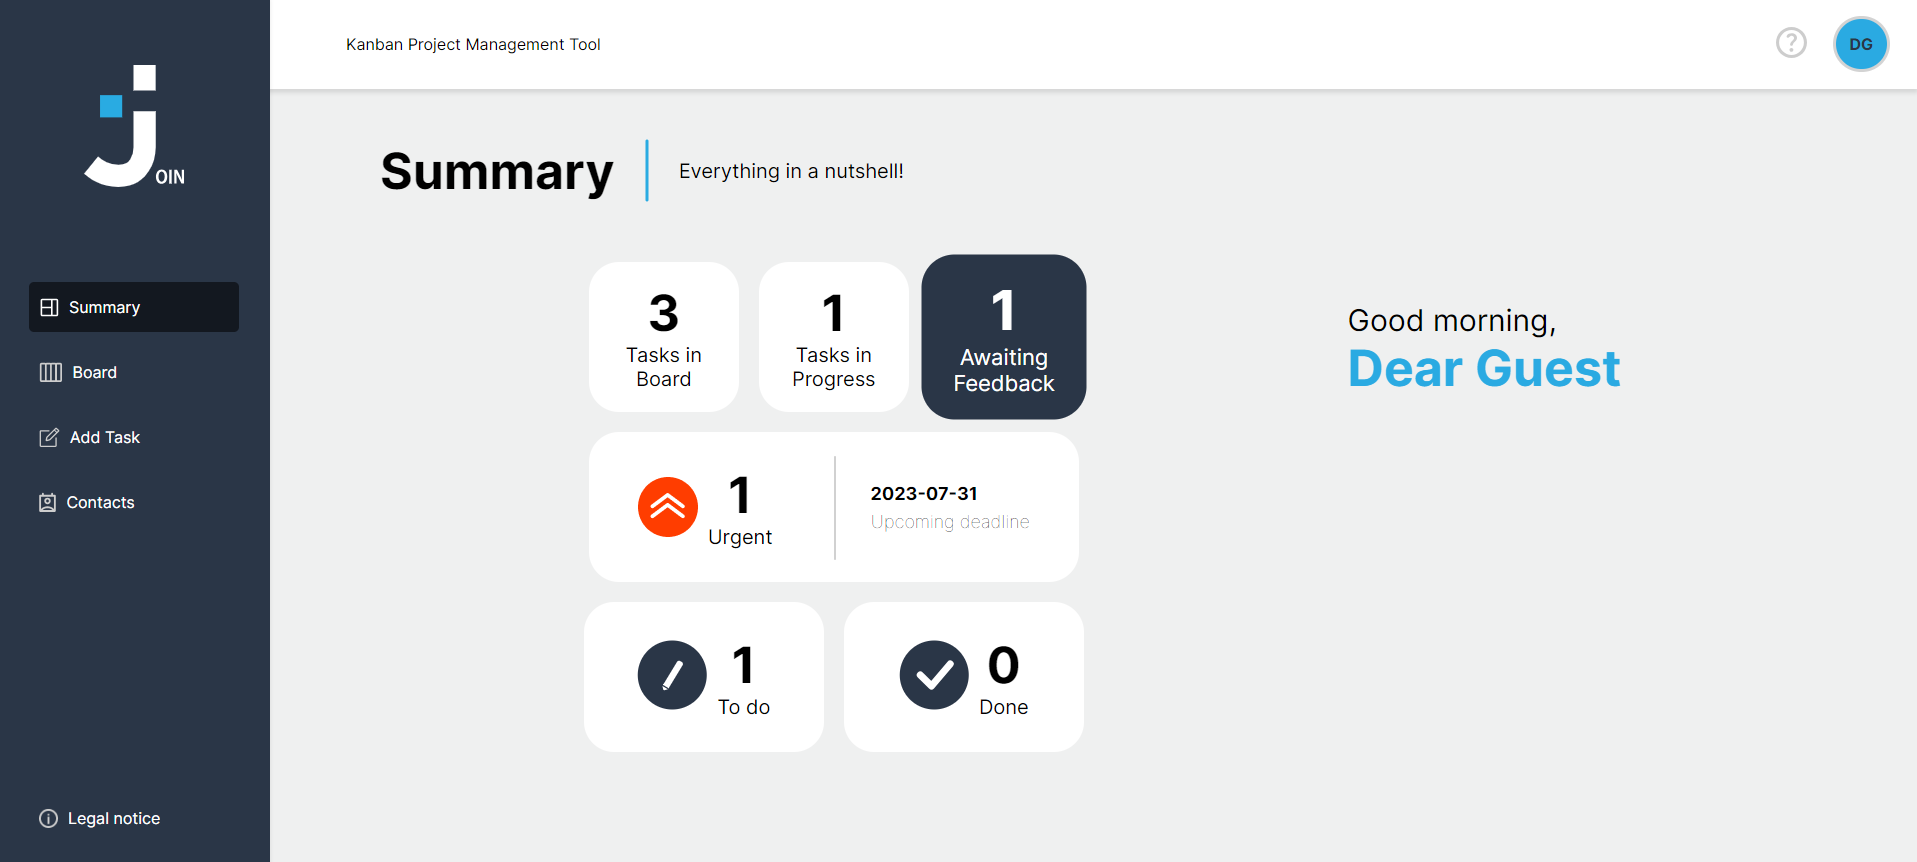 Kanban Project Management Tool
DG
JOIN
Summary
Board
Add Task
Contacts
Legal notice
Summary
Everything in a nutshell!
3
Tasks in
Board
1
Tasks in
Progress
1
Awaiting
Feedback
Good morning,
Dear Guest
1
Urgent
2023-07-31
Upcoming deadline
1
To do
0
Done